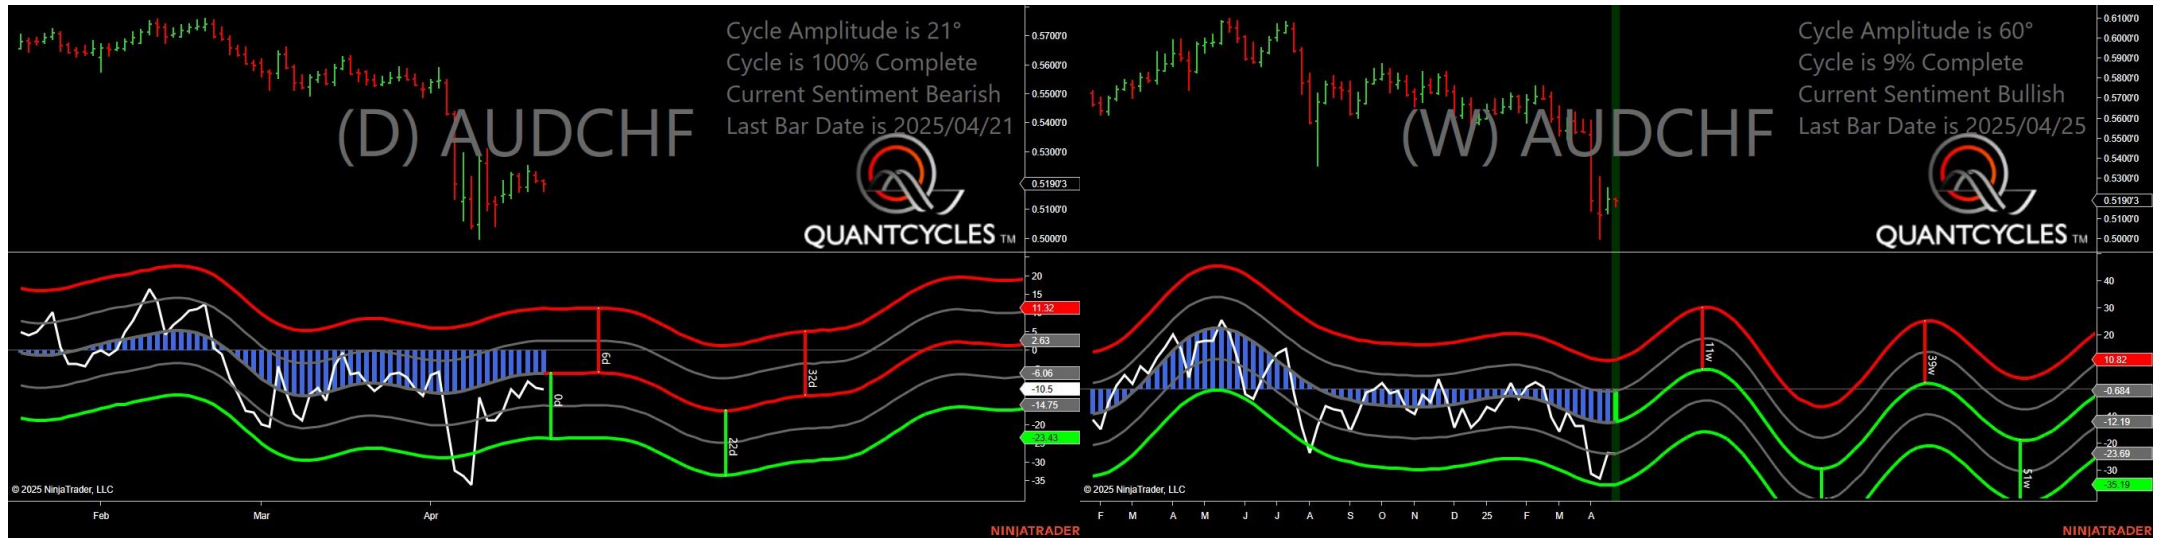 Cycle Amplitude is 21°
Cycle is 100% Complete
Current Sentiment Bearish
Last Bar Date is 2025/04/21
(D) AUDCHF
QUANTCYCLES TM
0.5700'0
0.5600'0
0.5500'0
0.5400'0
0.5300'0
0.5190'3
0.5100'0
0.5000'0
20
15
11.32
5
2.63
0
-6.06
-10.5
-14.75
-20
-23.43
-30
-35
0d
6d
22d
32d
© 2025 NinjaTrader, LLC
Feb Mar Apr
NINJATRADER
Cycle Amplitude is 60°
Cycle is 9% Complete
Current Sentiment Bullish
Last Bar Date is 2025/04/25
(W) AUDCHF
QUANTCYCLES TM
0.6100'0
0.6000'0
0.5900'0
0.5800'0
0.5700'0
0.5600'0
0.5500'0
0.5400'0
0.5300'0
0.5190'3
0.5100'0
0.5000'0
40
30
20
10.82
-0.684
-12.19
-20
-23.69
-30
-35.19
11w
39w
51w
© 2025 NinjaTrader, LLC
F M A M J J A S O N D 25 F M A
NINJATRADER